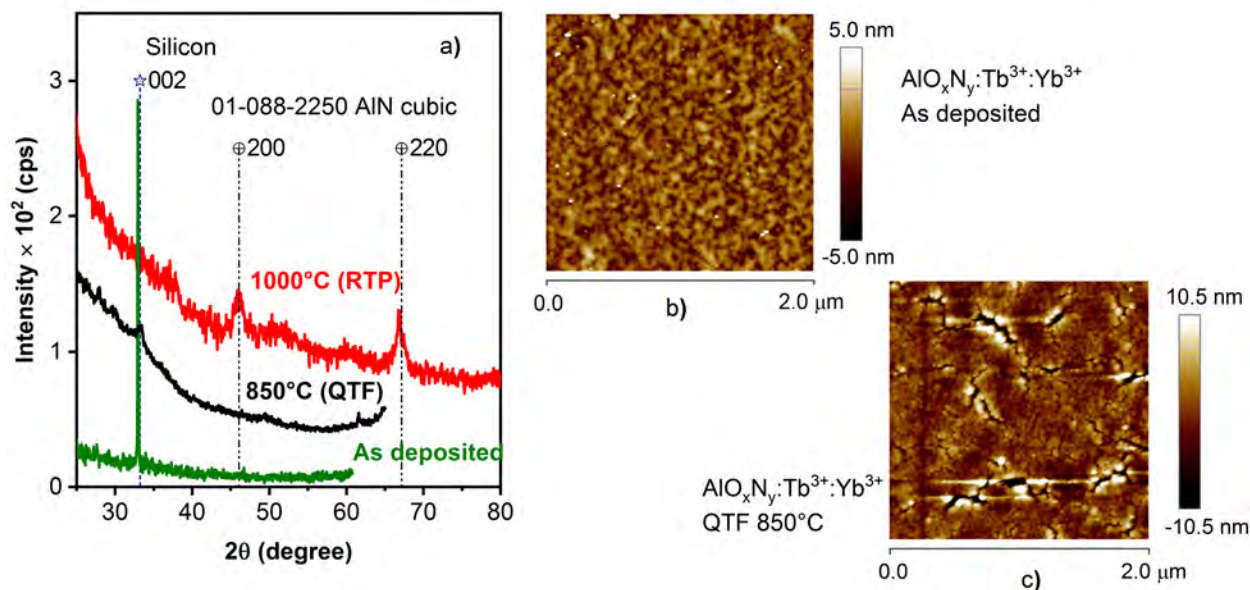 a)
Silicon
002
01-088-2250 AlN cubic
200
220
1000°C (RTP)
850°C (QTF)
As deposited
3
2
1
0
Intensity × 10² (cps)
30
40
50
60
70
80
2θ (degree)
5.0 nm
-5.0 nm
AlOₓNᵧ:Tb³⁺:Yb³⁺
As deposited
0.0
2.0 μm
b)
10.5 nm
-10.5 nm
AlOₓNᵧ:Tb³⁺:Yb³⁺
QTF 850°C
0.0
2.0 μm
c)